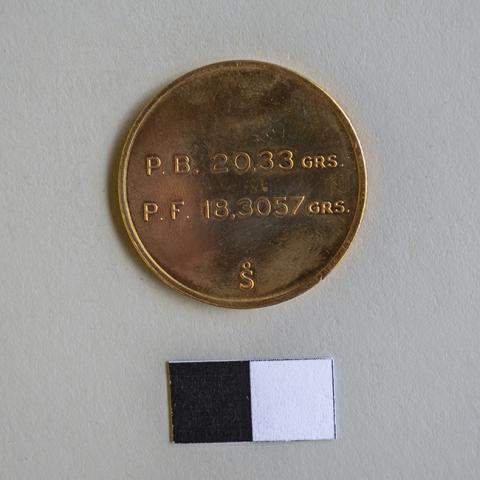 P. B. 20,33 GRS.
P. F. 18,3057 GRS.
Š